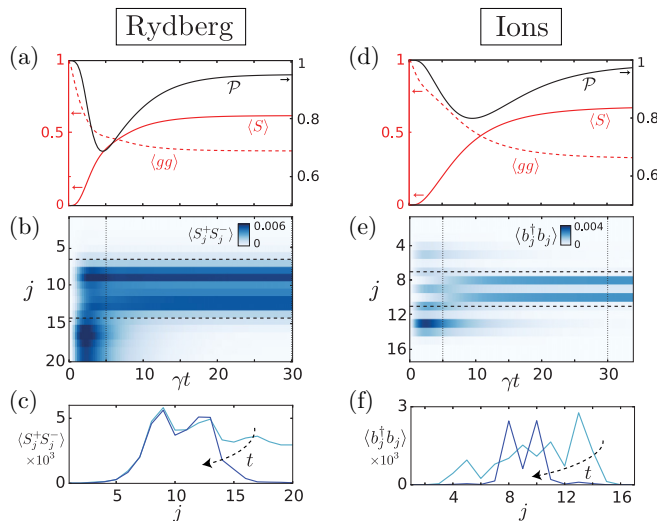 Rydberg
Ions
(a)
1
0.5
0
1
0.8
0.6
𝒫
⟨S⟩
⟨gg⟩
(d)
1
0.5
0
1
0.8
0.6
𝒫
⟨S⟩
⟨gg⟩
(b)
⟨S_j^+ S_j^-⟩
0.006
0
j
5
10
15
20
0 10 20 30
γt
(e)
⟨b_j^† b_j⟩
0.004
0
j
4
8
12
16
0 10 20 30
γt
(c)
⟨S_j^+ S_j^-⟩
×10^3
5
0
t
5 10 15 20
j
(f)
⟨b_j^† b_j⟩
×10^3
3
0
t
4 8 12 16
j